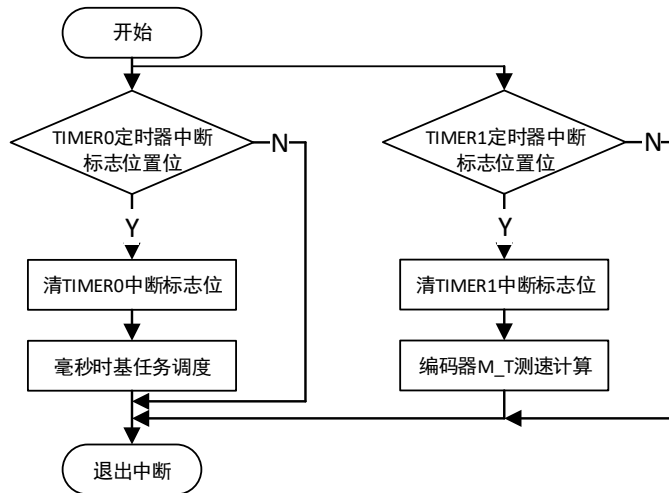 开始
TIMER0定时器中断
标志位置位
N
Y
清TIMER0中断标志位
毫秒时基任务调度
TIMER1定时器中断
标志位置位
N
Y
清TIMER1中断标志位
编码器M_T测速计算
退出中断